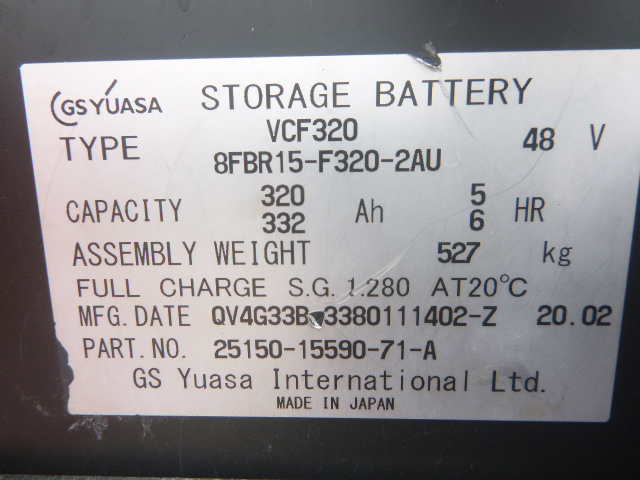 GS YUASA STORAGE BATTERY
TYPE VCF320 48 V
8FBR15-F320-2AU
CAPACITY 320 Ah 5 HR
332 6
ASSEMBLY WEIGHT 527 kg
FULL CHARGE S.G. 1.280 AT20℃
MFG.DATE QV4G33B 3380111402-Z 20.02
PART.NO. 25150-15590-71-A
GS Yuasa International Ltd.
MADE IN JAPAN